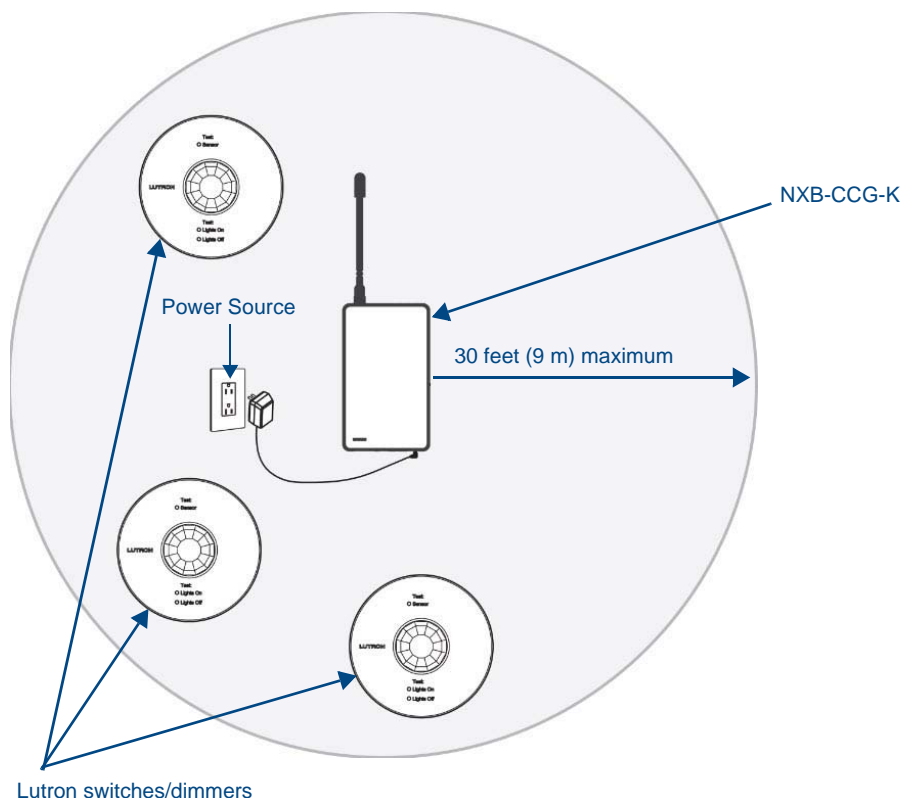 Test:
Sensor
LUTRON
Test:
Lights On
Lights Off
NXB-CCG-K
Power Source
30 feet (9 m) maximum
Test:
Sensor
LUTRON
Test:
Lights On
Lights Off
Test:
Sensor
LUTRON
Test:
Lights On
Lights Off
Lutron switches/dimmers